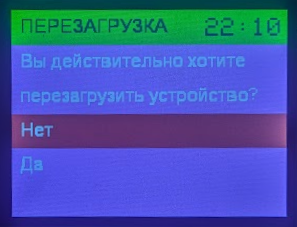 ПЕРЕЗАГРУЗКА 22:10
Вы действительно хотите
перезагрузить устройство?
Нет
Да